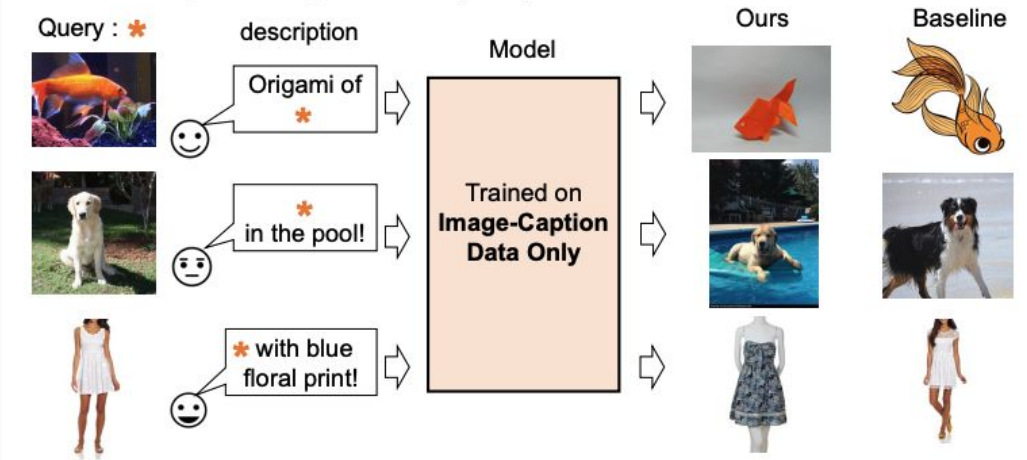 Query : *
description
Model
Ours
Baseline
Origami of
*
*
in the pool!
* with blue
floral print!
Trained on
Image-Caption
Data Only